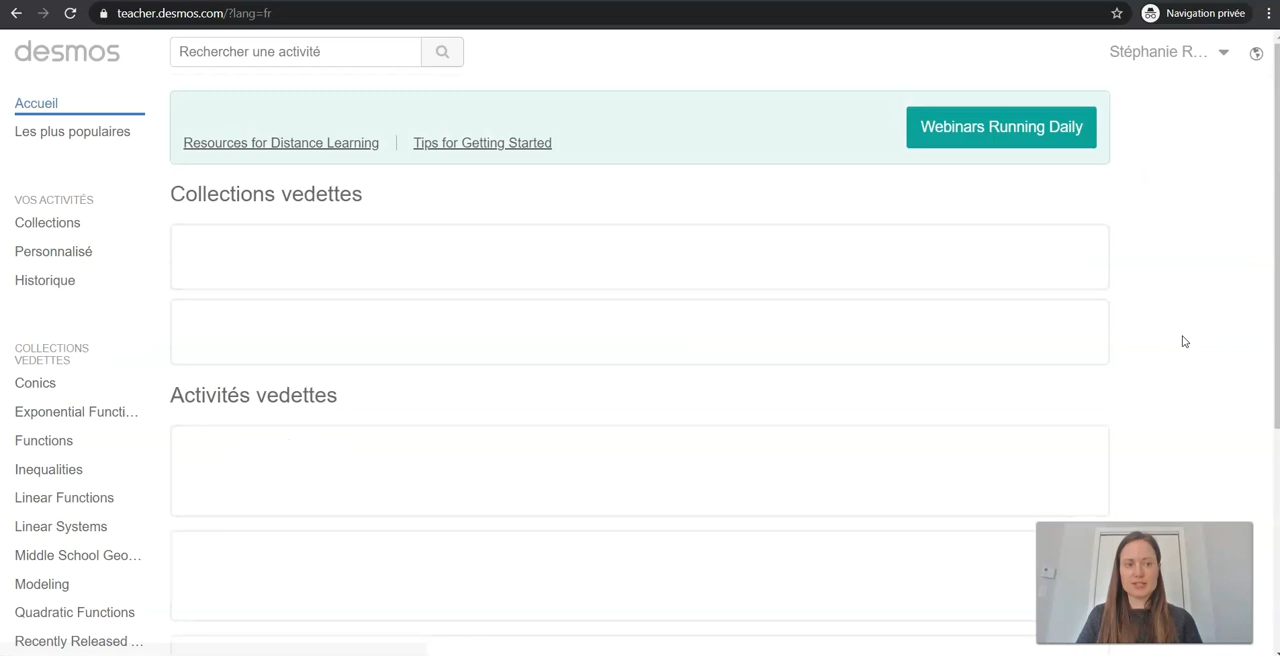 teacher.desmos.com/?lang=fr
Navigation privée
desmos
Rechercher une activité
Stéphanie R...
Accueil
Les plus populaires
Resources for Distance Learning
Tips for Getting Started
Webinars Running Daily
Collections vedettes
VOS ACTIVITÉS
Collections
Personnalisé
Historique
COLLECTIONS
VEDETTES
Conics
Exponential Functi...
Functions
Inequalities
Linear Functions
Linear Systems
Middle School Geo...
Modeling
Quadratic Functions
Recently Released ...
Activités vedettes